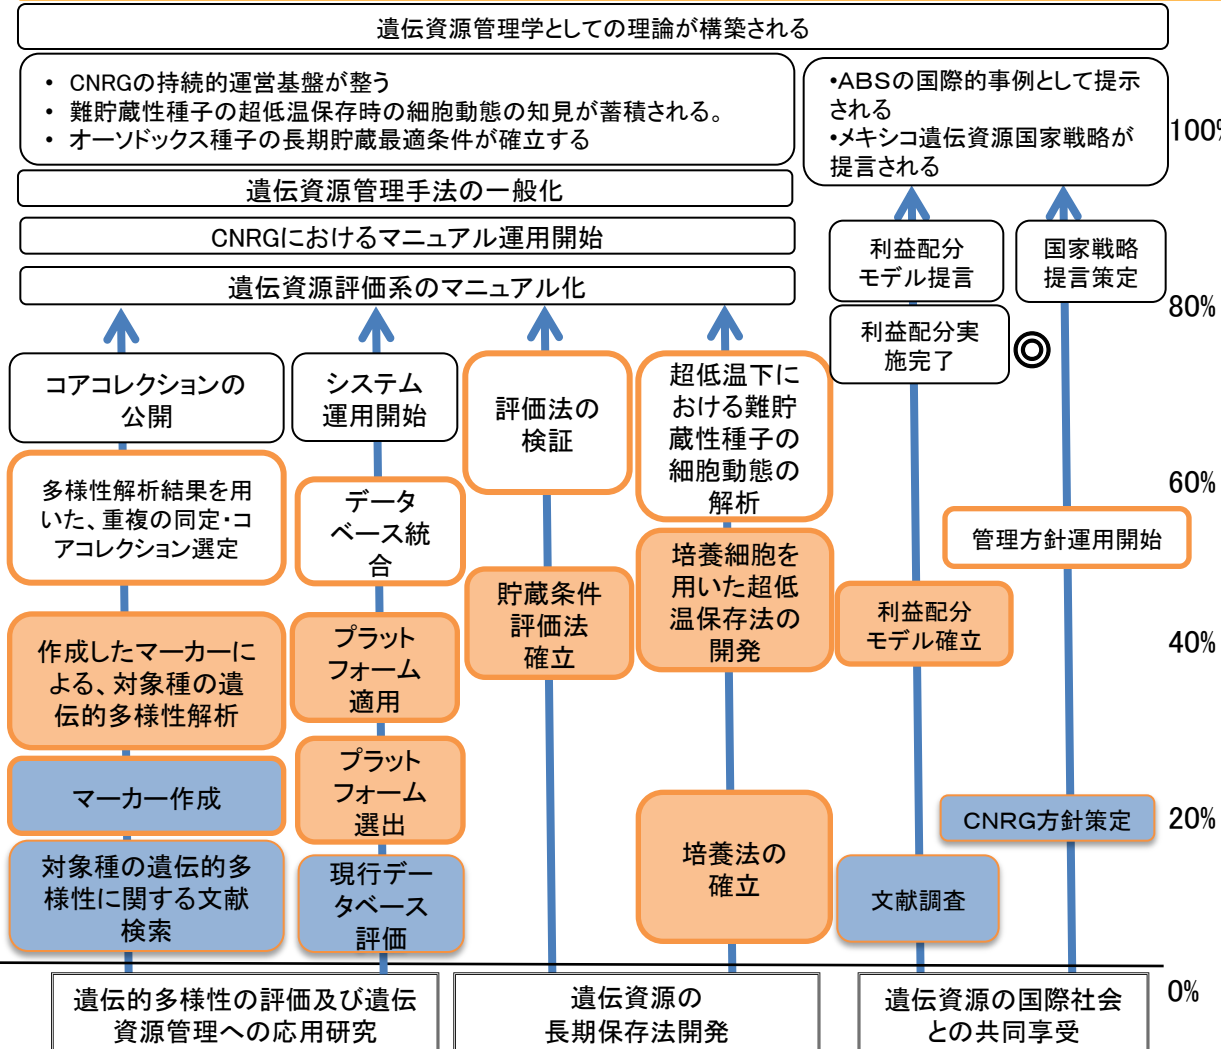 遺伝資源管理学としての理論が構築される
• CNRGの持続的運営基盤が整う
• 難貯蔵性種子の超低温保存時の細胞動態の知見が蓄積される。
• オーソドックス種子の長期貯蔵最適条件が確立する
•ABSの国際的事例として提示
される
•メキシコ遺伝資源国家戦略が
提言される
100%
遺伝資源管理手法の一般化
CNRGにおけるマニュアル運用開始
遺伝資源評価系のマニュアル化
利益配分
モデル提言
国家戦略
提言策定
80%
利益配分実
施完了
コアコレクションの
公開
システム
運用開始
評価法の
検証
超低温下に
おける難貯
蔵性種子の
細胞動態の
解析
60%
多様性解析結果を用
いた、重複の同定・コ
アコレクション選定
データ
ベース統
合
管理方針運用開始
貯蔵条件
評価法
確立
培養細胞を
用いた超低
温保存法の
開発
利益配分
モデル確立
40%
作成したマーカーに
よる、対象種の遺
伝的多様性解析
プラット
フォーム
適用
マーカー作成
プラット
フォーム
選出
培養法の
確立
CNRG方針策定
20%
対象種の遺伝的多
様性に関する文献
検索
現行デー
タベース
評価
文献調査
0%
遺伝的多様性の評価及び遺伝
資源管理への応用研究
遺伝資源の
長期保存法開発
遺伝資源の国際社会
との共同享受